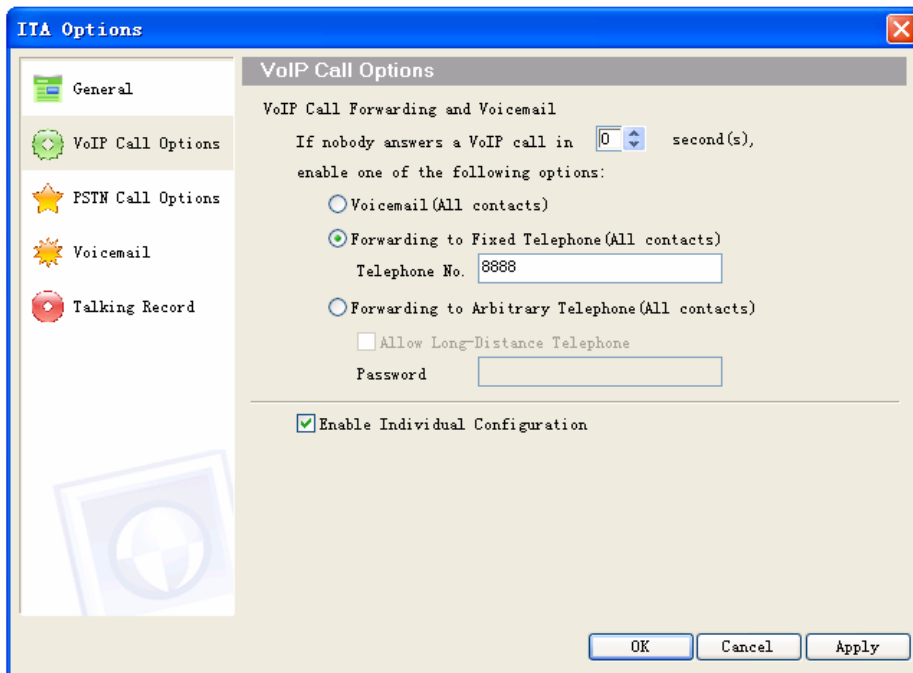 ITA Options
General
VoIP Call Options
PSTN Call Options
Voicemail
Talking Record
VoIP Call Options
VoIP Call Forwarding and Voicemail
If nobody answers a VoIP call in 0 second(s),
enable one of the following options:
Voicemail(All contacts)
Forwarding to Fixed Telephone(All contacts)
Telephone No. 8888
Forwarding to Arbitrary Telephone(All contacts)
Allow Long-Distance Telephone
Password
Enable Individual Configuration
OK Cancel Apply